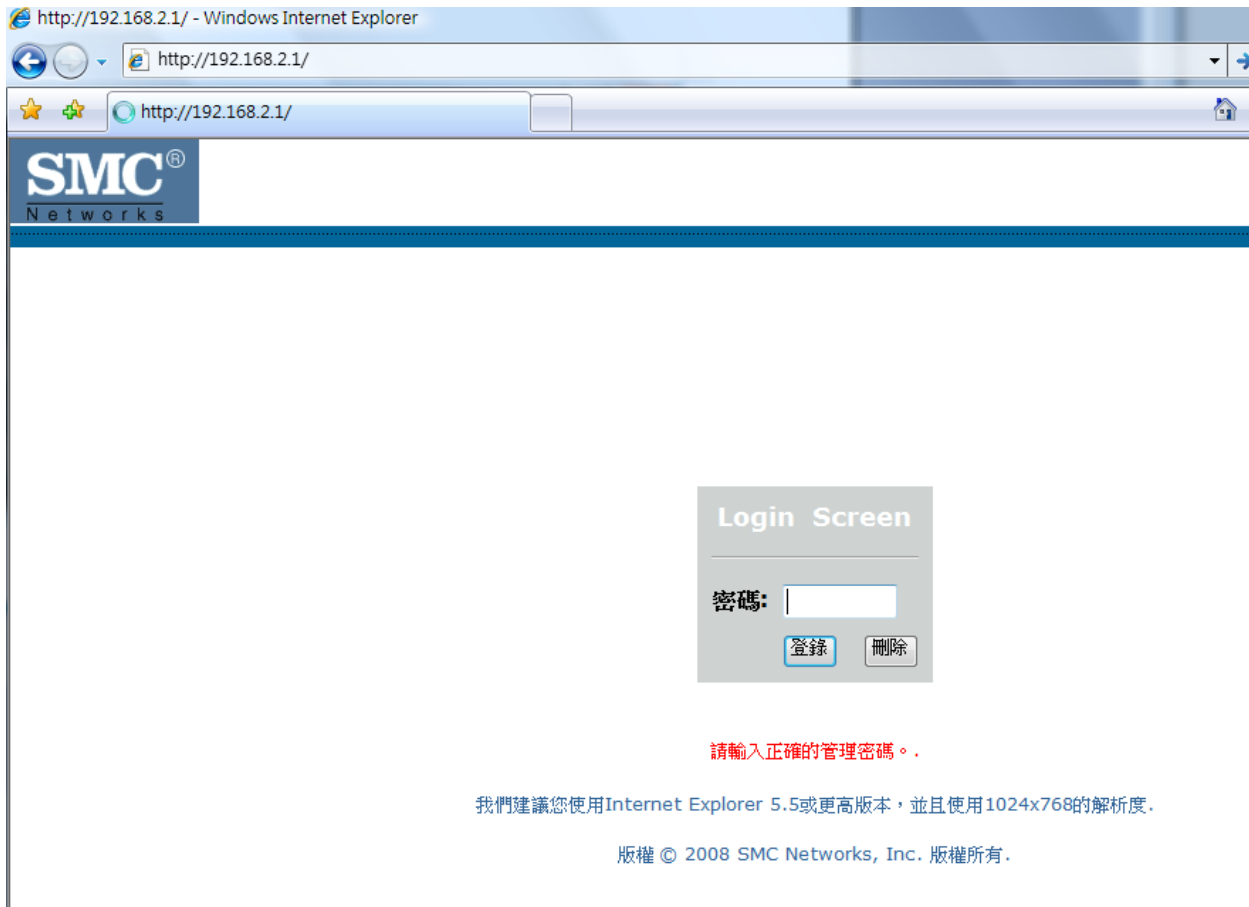 http://192.168.2.1/ - Windows Internet Explorer
http://192.168.2.1/
http://192.168.2.1/
SMC®
Networks
Login Screen
密碼:
登錄 刪除
請輸入正確的管理密碼。.
我們建議您使用Internet Explorer 5.5或更高版本，並且使用1024x768的解析度.
版權 © 2008 SMC Networks, Inc. 版權所有.